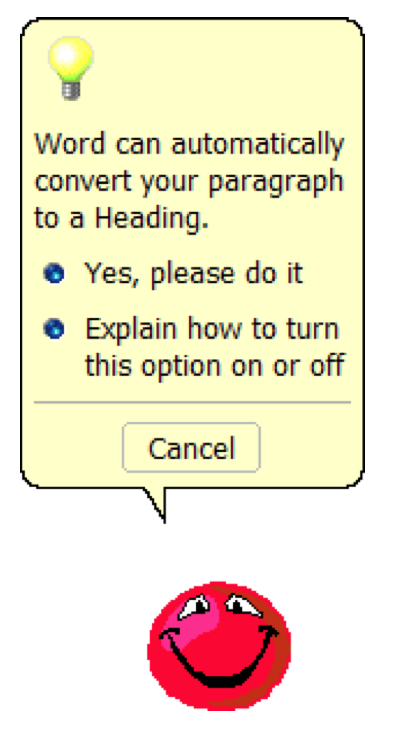 Word can automatically
convert your paragraph
to a Heading.
Yes, please do it
Explain how to turn
this option on or off
Cancel